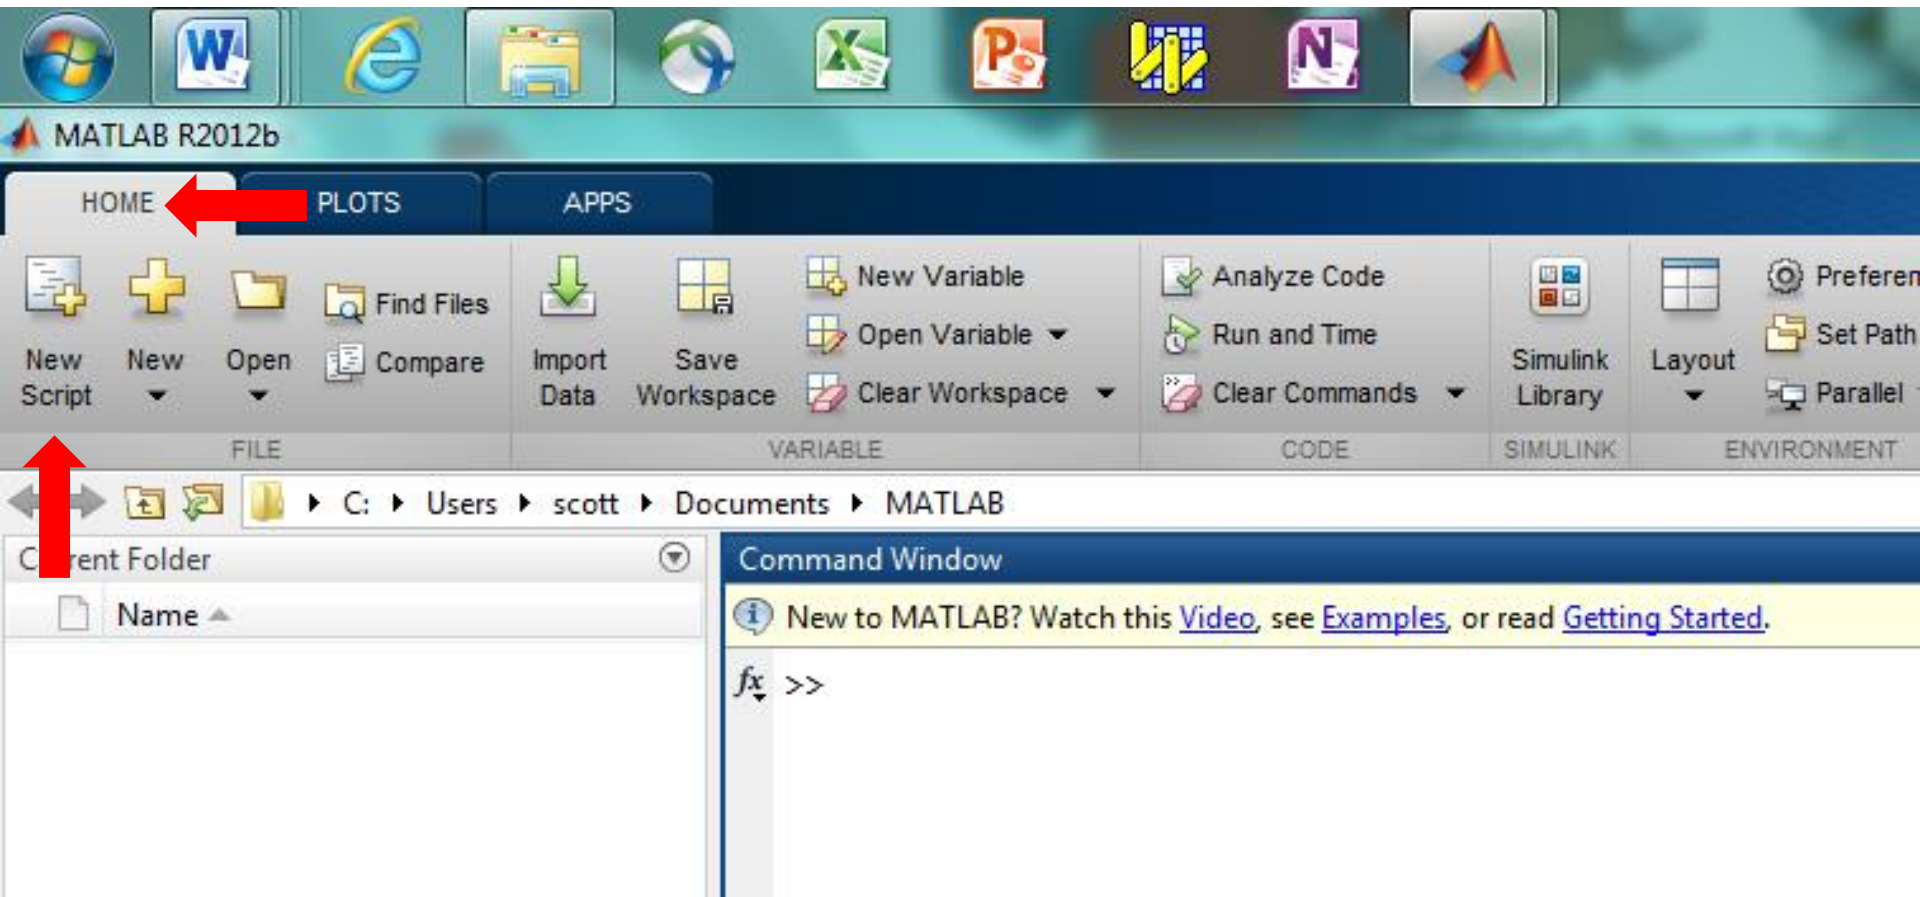 MATLAB R2012b
HOME PLOTS APPS
New Script
New
Open
Find Files
Compare
Import Data
Save Workspace
New Variable
Open Variable
Clear Workspace
Analyze Code
Run and Time
Clear Commands
Simulink Library
Layout
Preferen
Set Path
Parallel
FILE VARIABLE CODE SIMULINK ENVIRONMENT
C: Users scott Documents MATLAB
C rent Folder
Name
Command Window
New to MATLAB? Watch this Video, see Examples, or read Getting Started.
fx >>